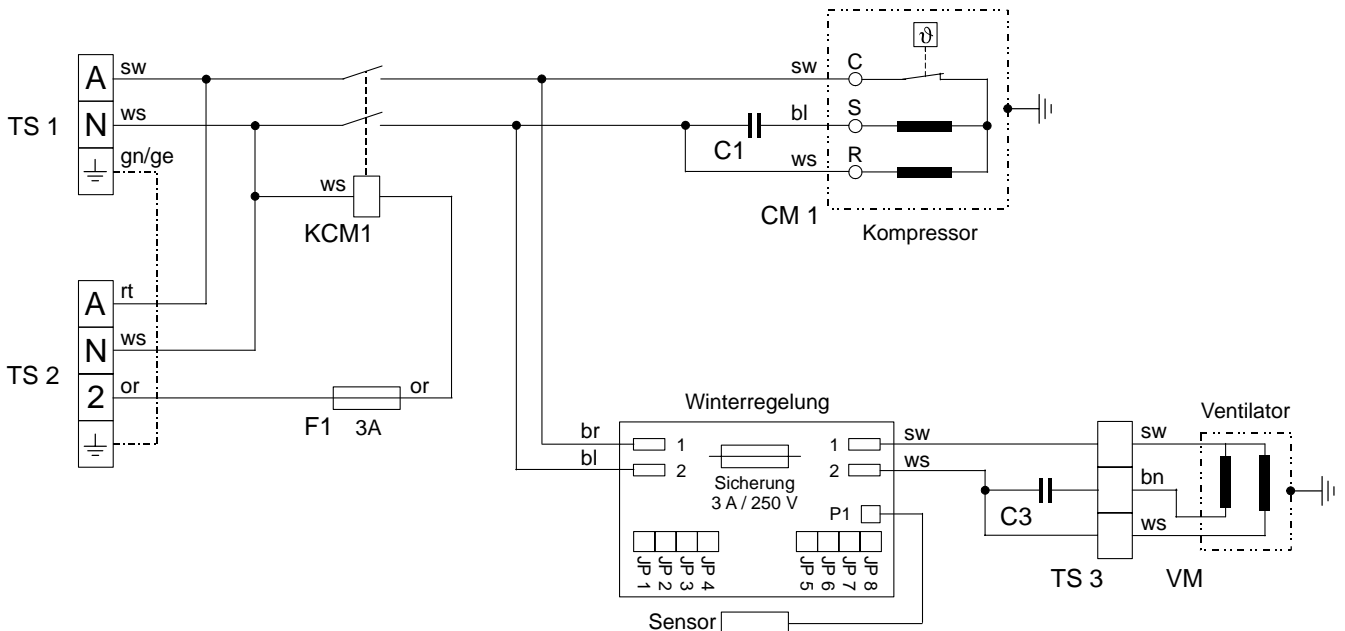 ϑ
A sw
sw C
TS 1
N ws
bl S
C1
gn/ge
ws R
ws
CM 1
KCM1
Kompressor
A rt
N ws
TS 2
2 or
or
F1 3A
Winterregelung
Ventilator
br 1
1 sw
sw
bl 2
2 ws
Sicherung
3 A / 250 V
bn
P1
C3
ws
JP 1
JP 2
JP 3
JP 4
JP 5
JP 6
JP 7
JP 8
TS 3
VM
Sensor